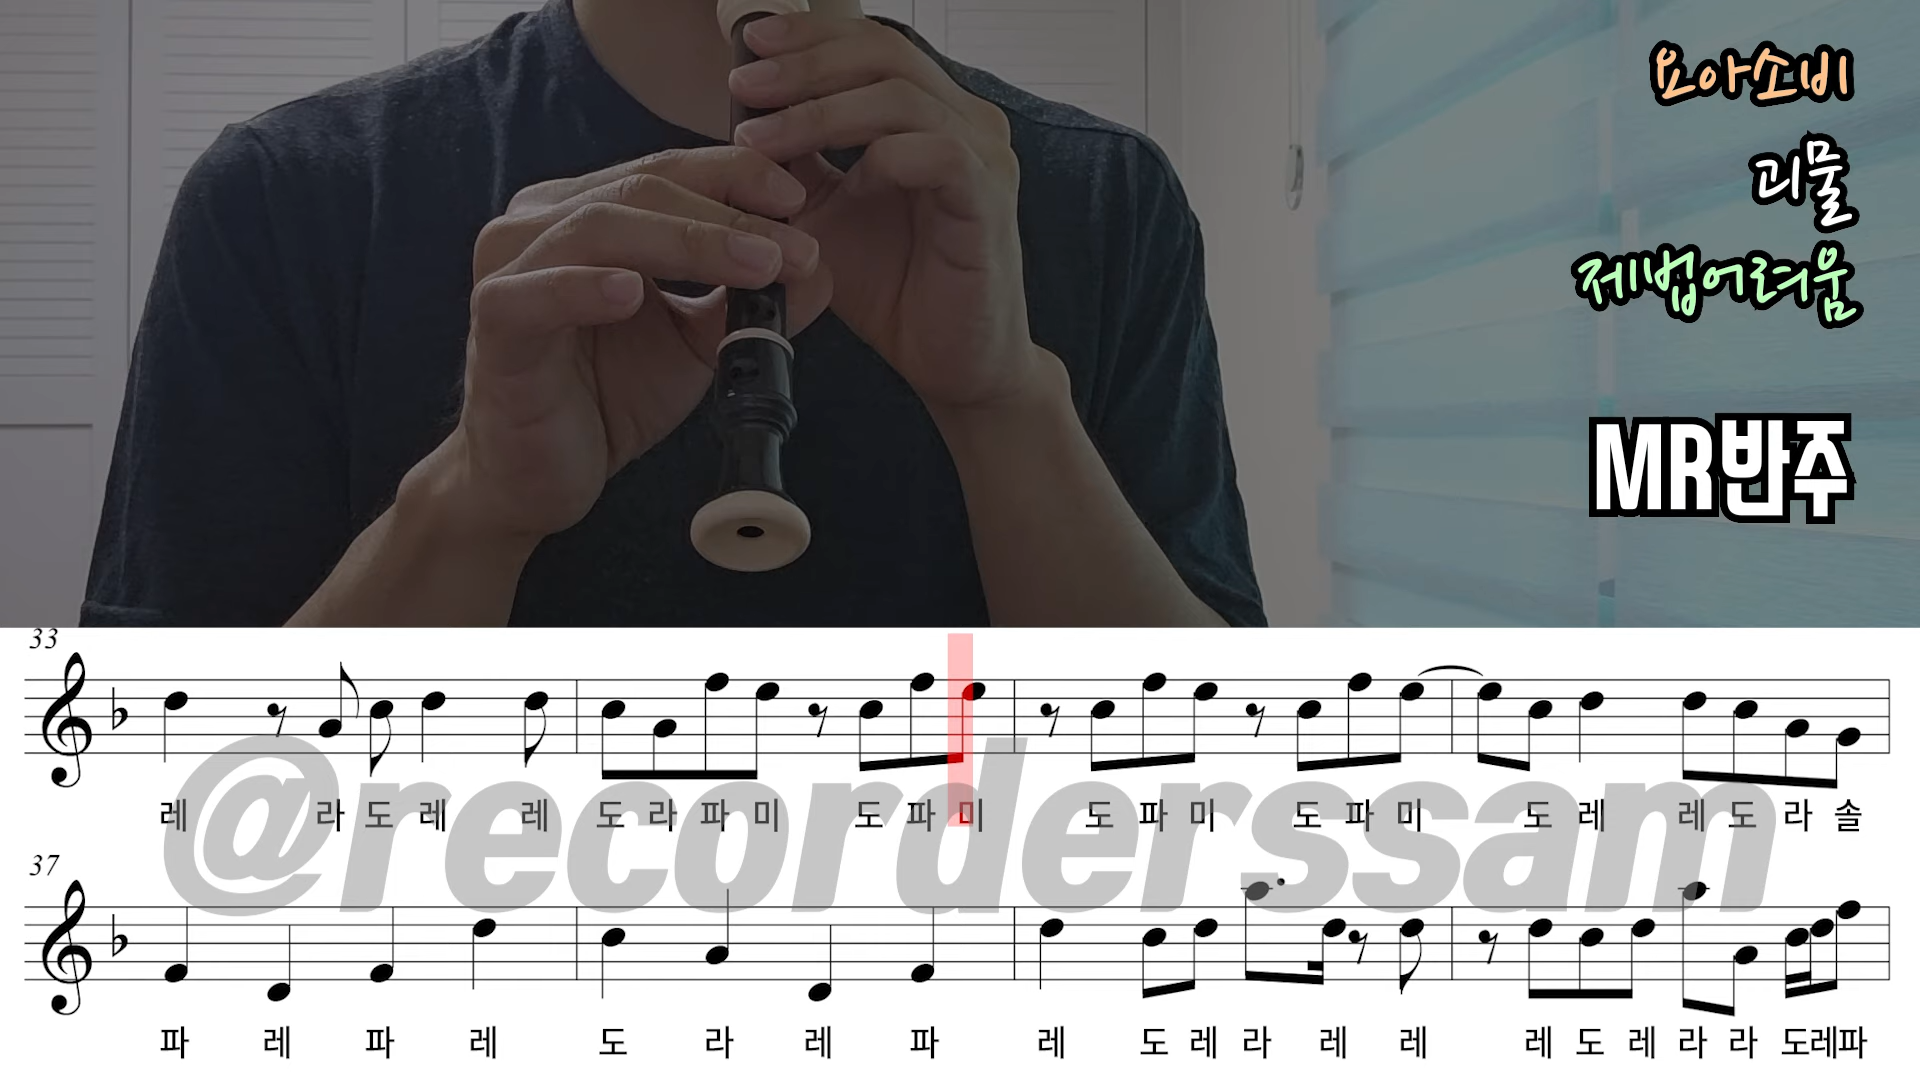 요아소비
괴물
제법어려움
MR반주
33
레 라 도 레 레 도 라 파 미 도 파 미 도 파 미 도 파 미 도 레 레 도 라 솔
@recorderssam
37
파 레 파 레 도 라 레 파 레 도 레 라 레 레 레 도 레 라 라 도레파